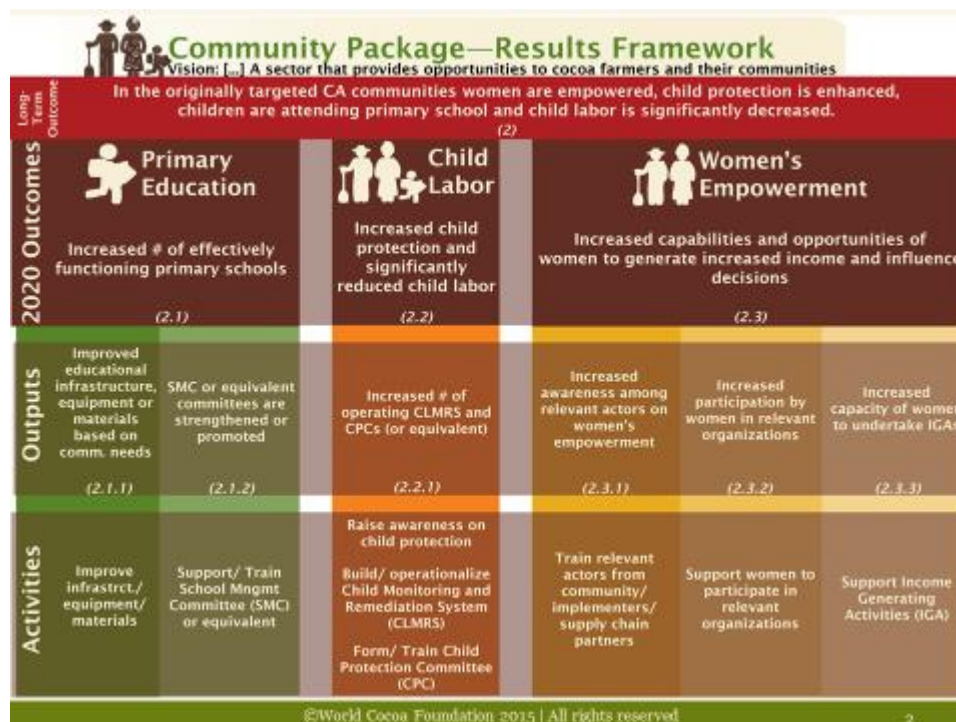 Community Package—Results Framework
Vision: [...] A sector that provides opportunities to cocoa farmers and their communities
Long-
Term
Outcome
In the originally targeted CA communities women are empowered, child protection is enhanced,
children are attending primary school and child labor is significantly decreased.
(2)
2020 Outcomes
Primary
Education
Increased # of effectively
functioning primary schools
(2.1)
Child
Labor
Increased child
protection and
significantly
reduced child labor
(2.2)
Women's
Empowerment
Increased capabilities and opportunities of
women to generate increased income and influence
decisions
(2.3)
Outputs
Improved
educational
infrastructure,
equipment or
materials
based on
comm. needs
(2.1.1)
SMC or equivalent
committees are
strengthened or
promoted
(2.1.2)
Increased # of
operating CLMRS and
CPCs (or equivalent)
(2.2.1)
Increased
awareness among
relevant actors on
women's
empowerment
(2.3.1)
Increased
participation by
women in relevant
organizations
(2.3.2)
Increased
capacity of women
to undertake IGAs
(2.3.3)
Activities
Improve
infrastrct./
equipment/
materials
Support/ Train
School Mngmt
Committee (SMC)
or equivalent
Raise awareness on
child protection
Build/ operationalize
Child Monitoring and
Remediation System
(CLMRS)
Form/ Train Child
Protection Committee
(CPC)
Train relevant
actors from
community/
implementers/
supply chain
partners
Support women to
participate in
relevant
organizations
Support Income
Generating
Activities (IGA)
©World Cocoa Foundation 2015 | All rights reserved
2